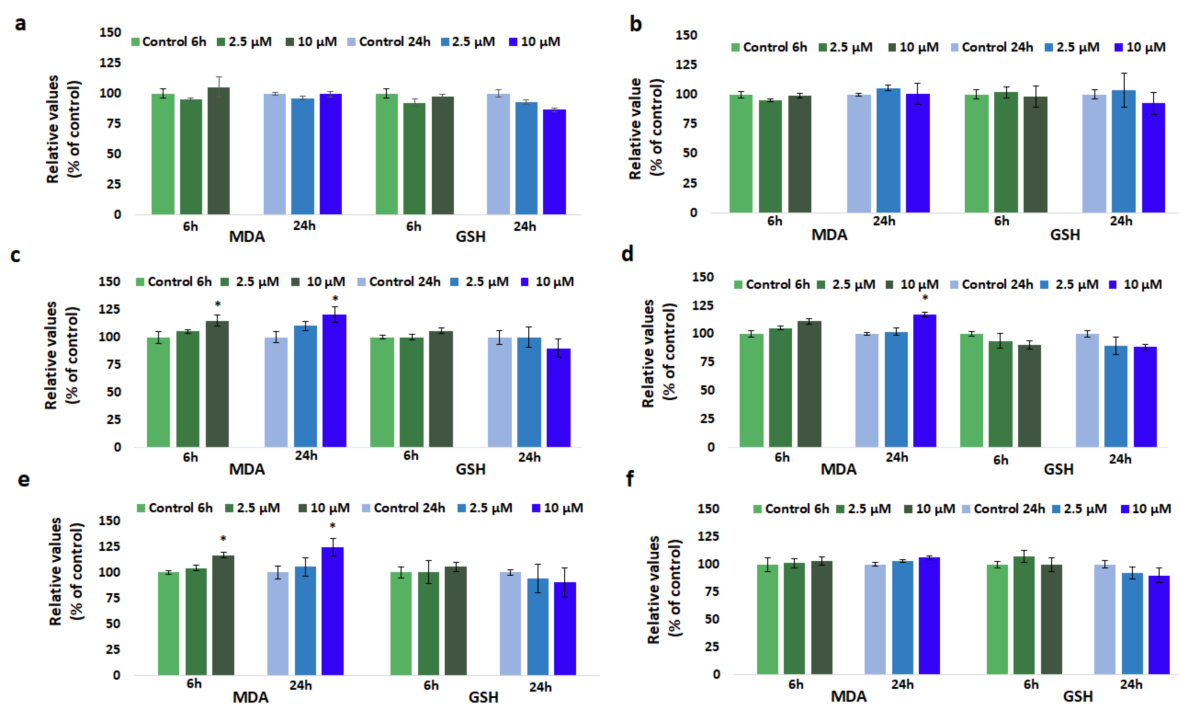 a
150
Control 6h 2.5 μM 10 μM Control 24h 2.5 μM 10 μM
125
100
75
50
25
0
Relative values
(% of control)
6h 24h 6h 24h
MDA GSH
b
150
Control 6h 2.5 μM 10 μM Control 24h 2.5 μM 10 μM
125
100
75
50
25
0
Relative value
(% of control)
6h 24h 6h 24h
MDA GSH
c
150
Control 6h 2.5 μM 10 μM Control 24h 2.5 μM 10 μM
125
100
75
50
25
0
Relative values
(% of control)
* *
6h 24h 6h 24h
MDA GSH
d
150
Control 6h 2.5 μM 10 μM Control 24h 2.5 μM 10 μM
125
100
75
50
25
0
Relative values
(% of control)
*
6h 24h 6h 24h
MDA GSH
e
Control 6h 2.5 μM 10 μM Control 24h 2.5 μM 10 μM
150
125
100
75
50
25
0
Relative values
(% of control)
* *
6h 24h 6h 24h
MDA GSH
f
Control 6h 2.5 μM 10 μM Control 24h 2.5 μM 10 μM
150
125
100
75
50
25
0
Relative values
(% of control)
6h 24h 6h 24h
MDA GSH